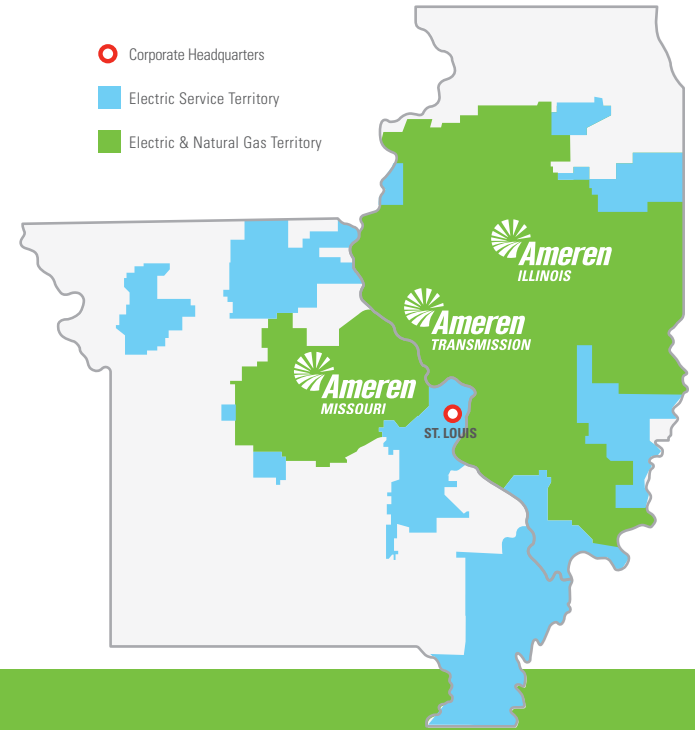 Corporate Headquarters
Electric Service Territory
Electric & Natural Gas Territory
Ameren
ILLINOIS
Ameren
TRANSMISSION
Ameren
MISSOURI
ST. LOUIS